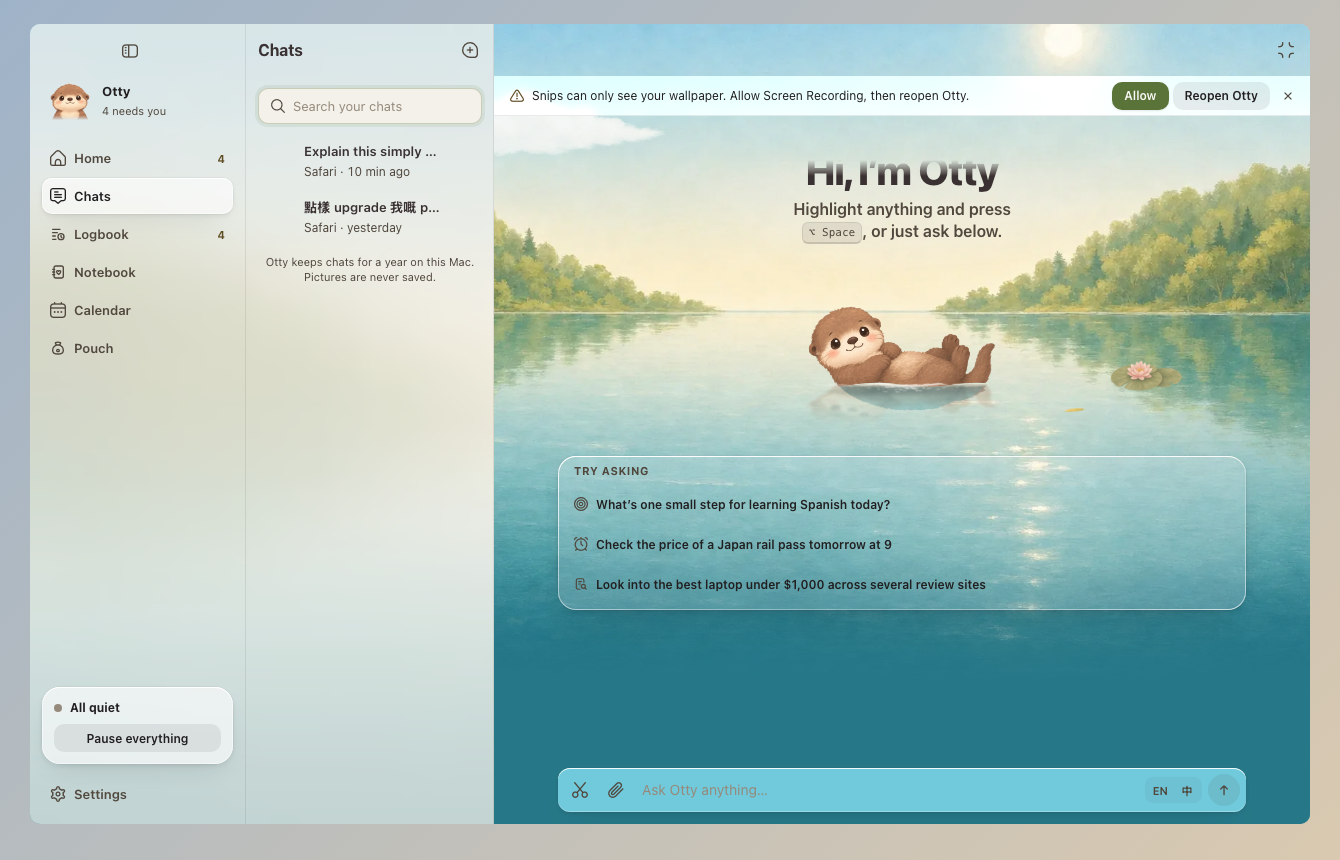 Otty
4 needs you
Home 4
Chats
Logbook 4
Notebook
Calendar
Pouch
All quiet
Pause everything
Settings
Chats
Search your chats
Explain this simply ...
Safari · 10 min ago
點樣 upgrade 我嘅 p...
Safari · yesterday
Otty keeps chats for a year on this Mac.
Pictures are never saved.
Snips can only see your wallpaper. Allow Screen Recording, then reopen Otty.
Allow
Reopen Otty
Hi, I'm Otty
Highlight anything and press
⌥ Space, or just ask below.
TRY ASKING
What's one small step for learning Spanish today?
Check the price of a Japan rail pass tomorrow at 9
Look into the best laptop under $1,000 across several review sites
Ask Otty anything...
EN 中